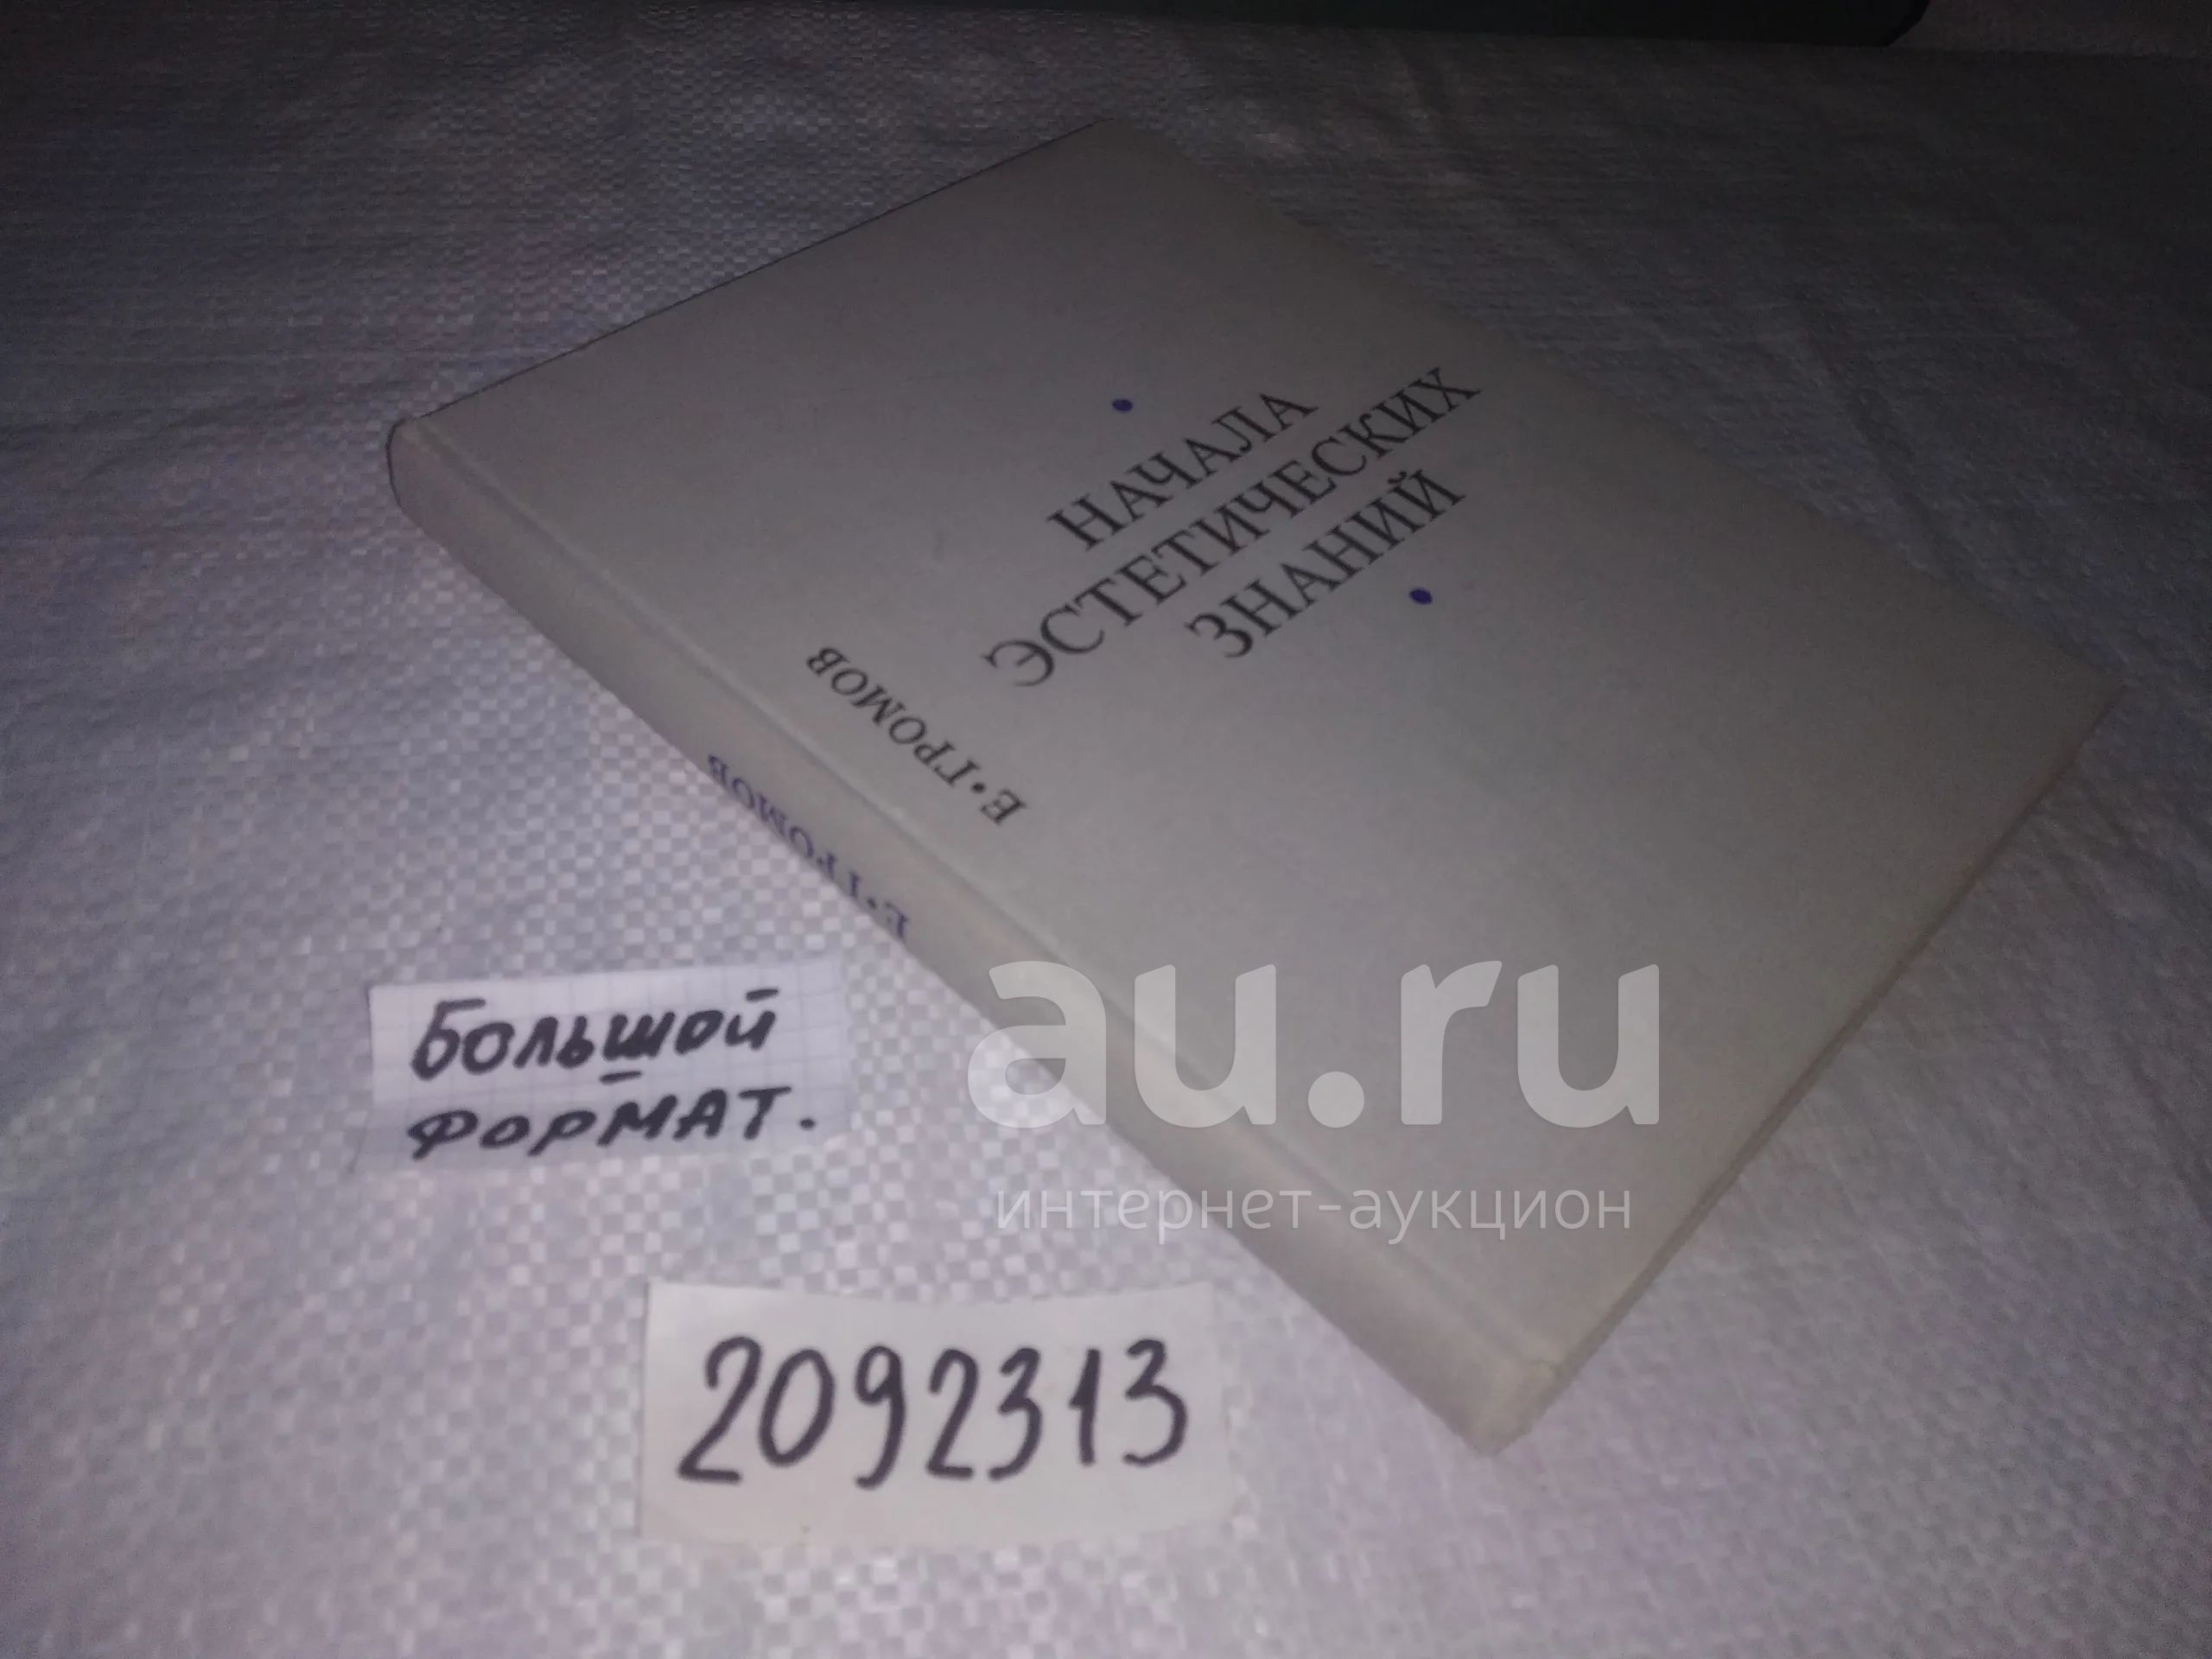 НАЧАЛА
ЭСТЕТИЧЕСКИХ
ЗНАНИЙ
Е•ГРОМОВ
Е•ГРОМОВ
БОЛЬШОЙ
ФОРМАТ.
au.ru
интернет-аукцион
2092313